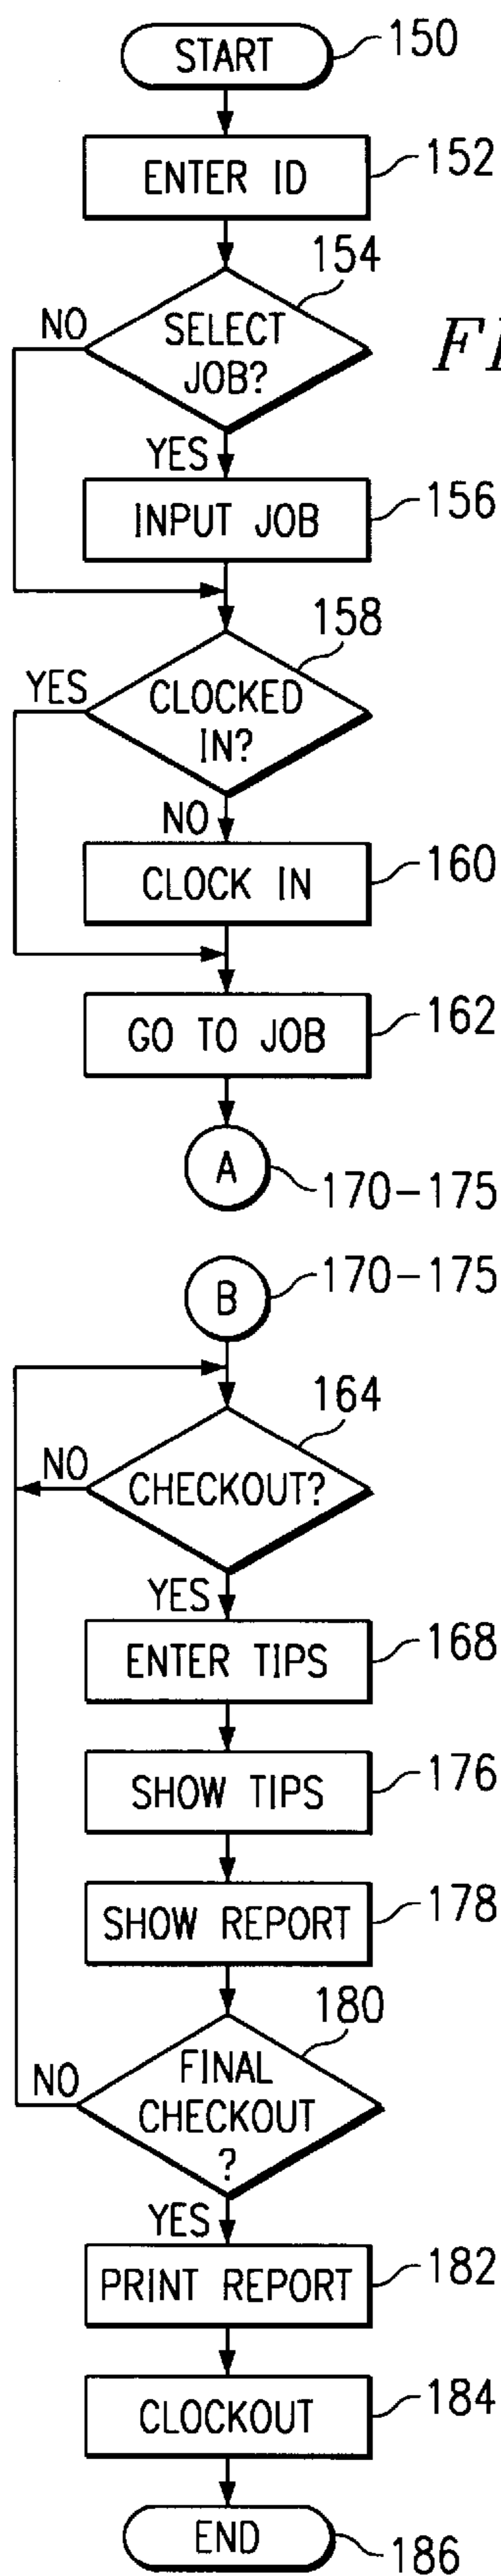 START
150
ENTER ID
152
154
NO
SELECT
JOB?
YES
INPUT JOB
156
158
YES
CLOCKED
IN?
NO
CLOCK IN
160
GO TO JOB
162
A
170-175
B
170-175
164
NO
CHECKOUT?
YES
ENTER TIPS
168
SHOW TIPS
176
SHOW REPORT
178
180
NO
FINAL
CHECKOUT
?
YES
PRINT REPORT
182
CLOCKOUT
184
END
186